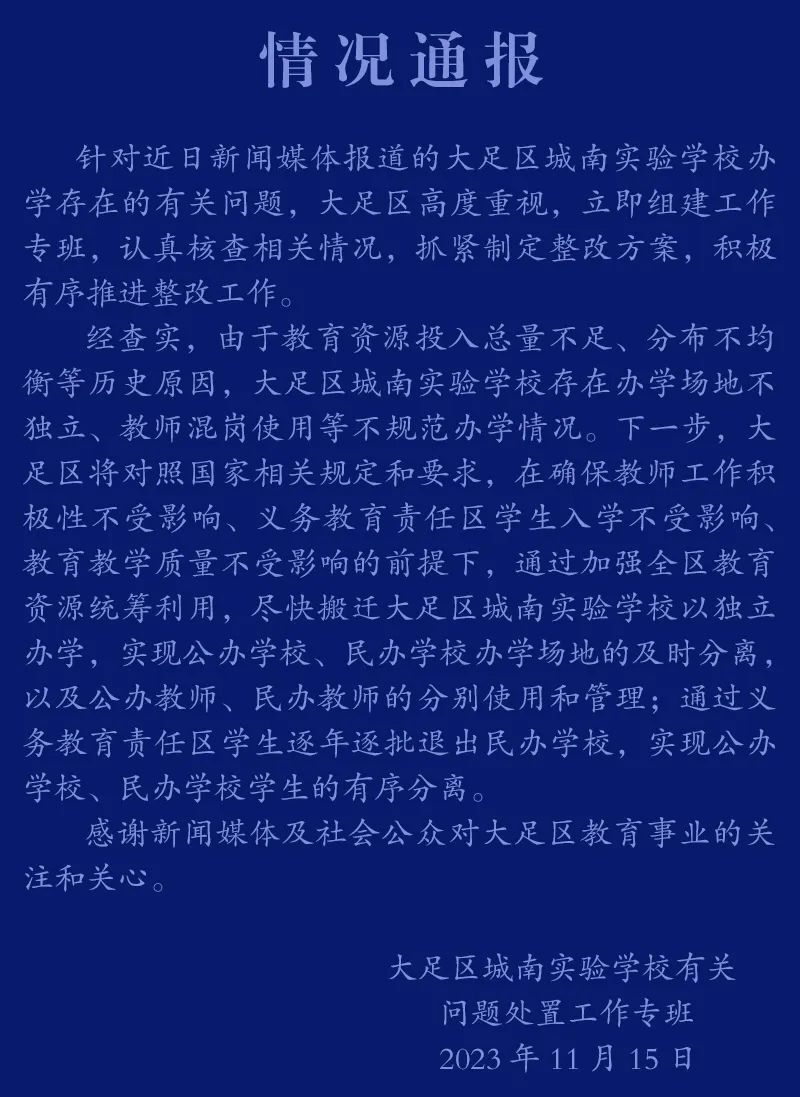 情况通报
针对近日新闻媒体报道的大足区城南实验学校办
学存在的有关问题，大足区高度重视，立即组建工作
专班，认真核查相关情况，抓紧制定整改方案，积极
有序推进整改工作。
经查实，由于教育资源投入总量不足、分布不均
衡等历史原因，大足区城南实验学校存在办学场地不
独立、教师混岗使用等不规范办学情况。下一步，大
足区将对照国家相关规定和要求，在确保教师工作积
极性不受影响、义务教育责任区学生入学不受影响、
教育教学质量不受影响的前提下，通过加强全区教育
资源统筹利用，尽快搬迁大足区城南实验学校以独立
办学，实现公办学校、民办学校办学场地的及时分离，
以及公办教师、民办教师的分别使用和管理；通过义
务教育责任区学生逐年逐批退出民办学校，实现公办
学校、民办学校学生的有序分离。
感谢新闻媒体及社会公众对大足区教育事业的关
注和关心。
大足区城南实验学校有关
问题处置工作专班
2023年11月15日